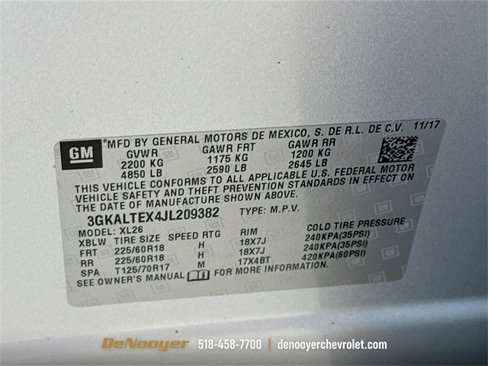 GM
*MFD BY GENERAL MOTORS DE MEXICO, S. DE R.L. DE C.V. 11/17
GVWR GAWR FRT GAWR RR
2200 KG 1175 KG 1200 KG
4850 LB 2590 LB 2645 LB
THIS VEHICLE CONFORMS TO ALL APPLICABLE U.S. FEDERAL MOTOR
VEHICLE SAFETY AND THEFT PREVENTION STANDARDS IN EFFECT ON
THE DATE OF MANUFACTURE SHOWN ABOVE.
3GKALTEX4JL209382 TYPE: M.P.V.
MODEL: XL26
XBLW TIRE SIZE SPEED RTG RIM COLD TIRE PRESSURE
FRT 225/60R18 H 18X7J 240KPA(35PSI)
RR 225/60R18 H 18X7J 240KPA(35PSI)
SPA T125/70R17 M 17X4BT 420KPA(60PSI)
SEE OWNER'S MANUAL FOR ADDITIONAL INFORMATION.
DeNooyer 518-458-7700 | denooyerchevrolet.com